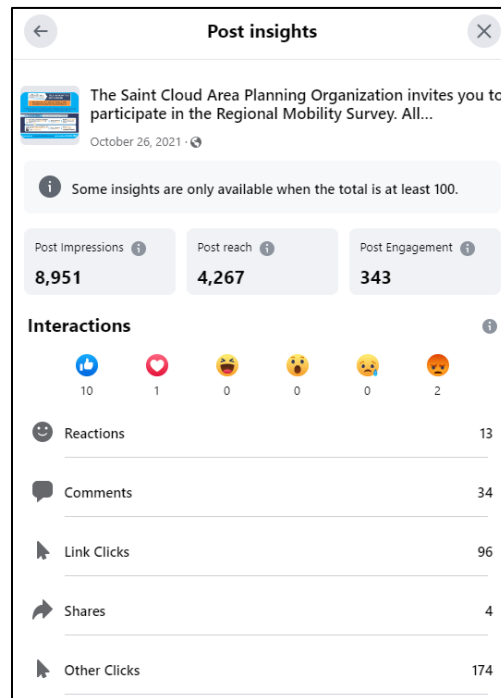 Post insights
The Saint Cloud Area Planning Organization invites you to
participate in the Regional Mobility Survey. All...
October 26, 2021 ·
Some insights are only available when the total is at least 100.
Post Impressions Post reach Post Engagement
8,951 4,267 343
Interactions
10 1 0 0 0 2
Reactions 13
Comments 34
Link Clicks 96
Shares 4
Other Clicks 174